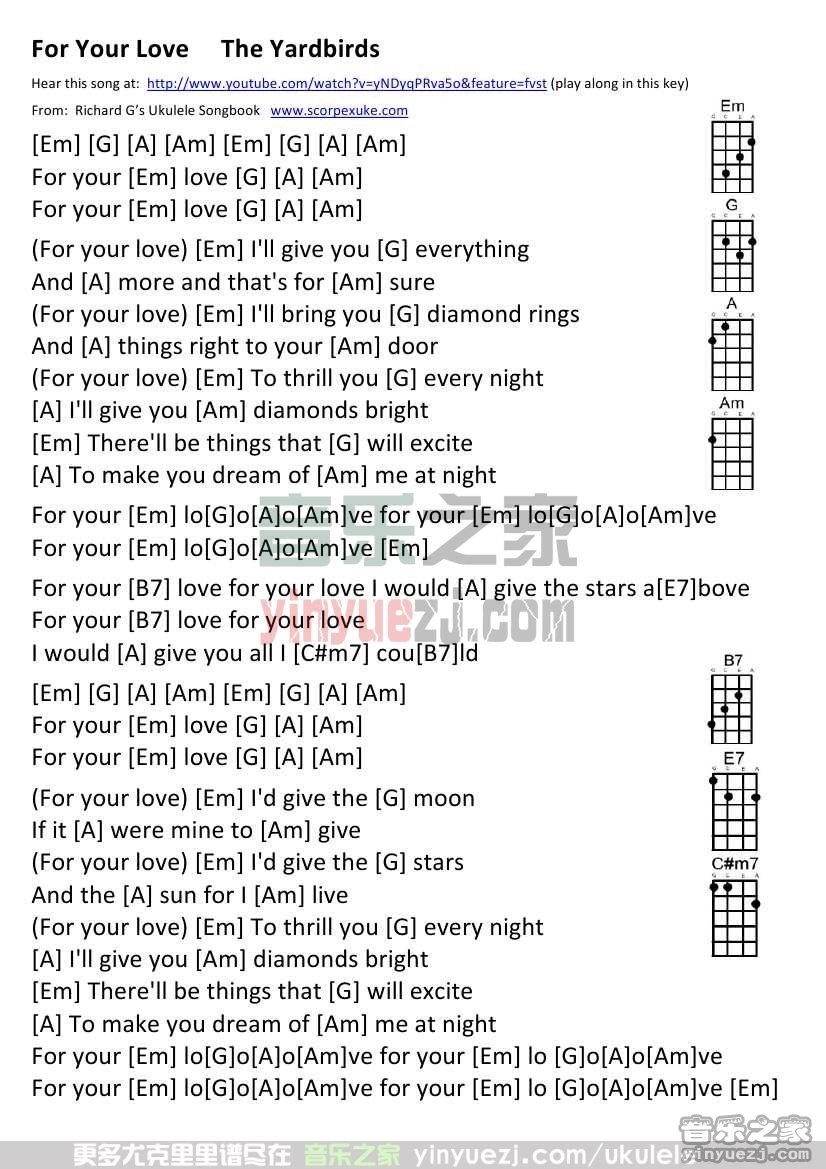 For Your Love The Yardbirds
Hear this song at: http://www.youtube.com/watch?v=yNDyqPRva5o&feature=fvst (play along in this key)
From: Richard G's Ukulele Songbook www.scorpexuke.com
[Em] [G] [A] [Am] [Em] [G] [A] [Am]
For your [Em] love [G] [A] [Am]
For your [Em] love [G] [A] [Am]
(For your love) [Em] I'll give you [G] everything
And [A] more and that's for [Am] sure
(For your love) [Em] I'll bring you [G] diamond rings
And [A] things right to your [Am] door
(For your love) [Em] To thrill you [G] every night
[A] I'll give you [Am] diamonds bright
[Em] There'll be things that [G] will excite
[A] To make you dream of [Am] me at night
For your [Em] lo[G]o[A]o[Am]ve for your [Em] lo[G]o[A]o[Am]ve
For your [Em] lo[G]o[A]o[Am]ve [Em]
For your [B7] love for your love I would [A] give the stars a[E7]bove
For your [B7] love for your love
I would [A] give you all I [C#m7] cou[B7]ld
[Em] [G] [A] [Am] [Em] [G] [A] [Am]
For your [Em] love [G] [A] [Am]
For your [Em] love [G] [A] [Am]
(For your love) [Em] I'd give the [G] moon
If it [A] were mine to [Am] give
(For your love) [Em] I'd give the [G] stars
And the [A] sun for I [Am] live
(For your love) [Em] To thrill you [G] every night
[A] I'll give you [Am] diamonds bright
[Em] There'll be things that [G] will excite
[A] To make you dream of [Am] me at night
For your [Em] lo[G]o[A]o[Am]ve for your [Em] lo [G]o[A]o[Am]ve
For your [Em] lo[G]o[A]o[Am]ve for your [Em] lo [G]o[A]o[Am]ve [Em]
Em
G C E A
G
G C E A
A
G C E A
Am
G C E A
B7
G C E A
E7
G C E A
C#m7
G C E A
音乐之家
yinyuezj.com
更多尤克里里谱尽在 音乐之家 yinyuezj.com/ukulele
音乐之家
yinyuezj.com